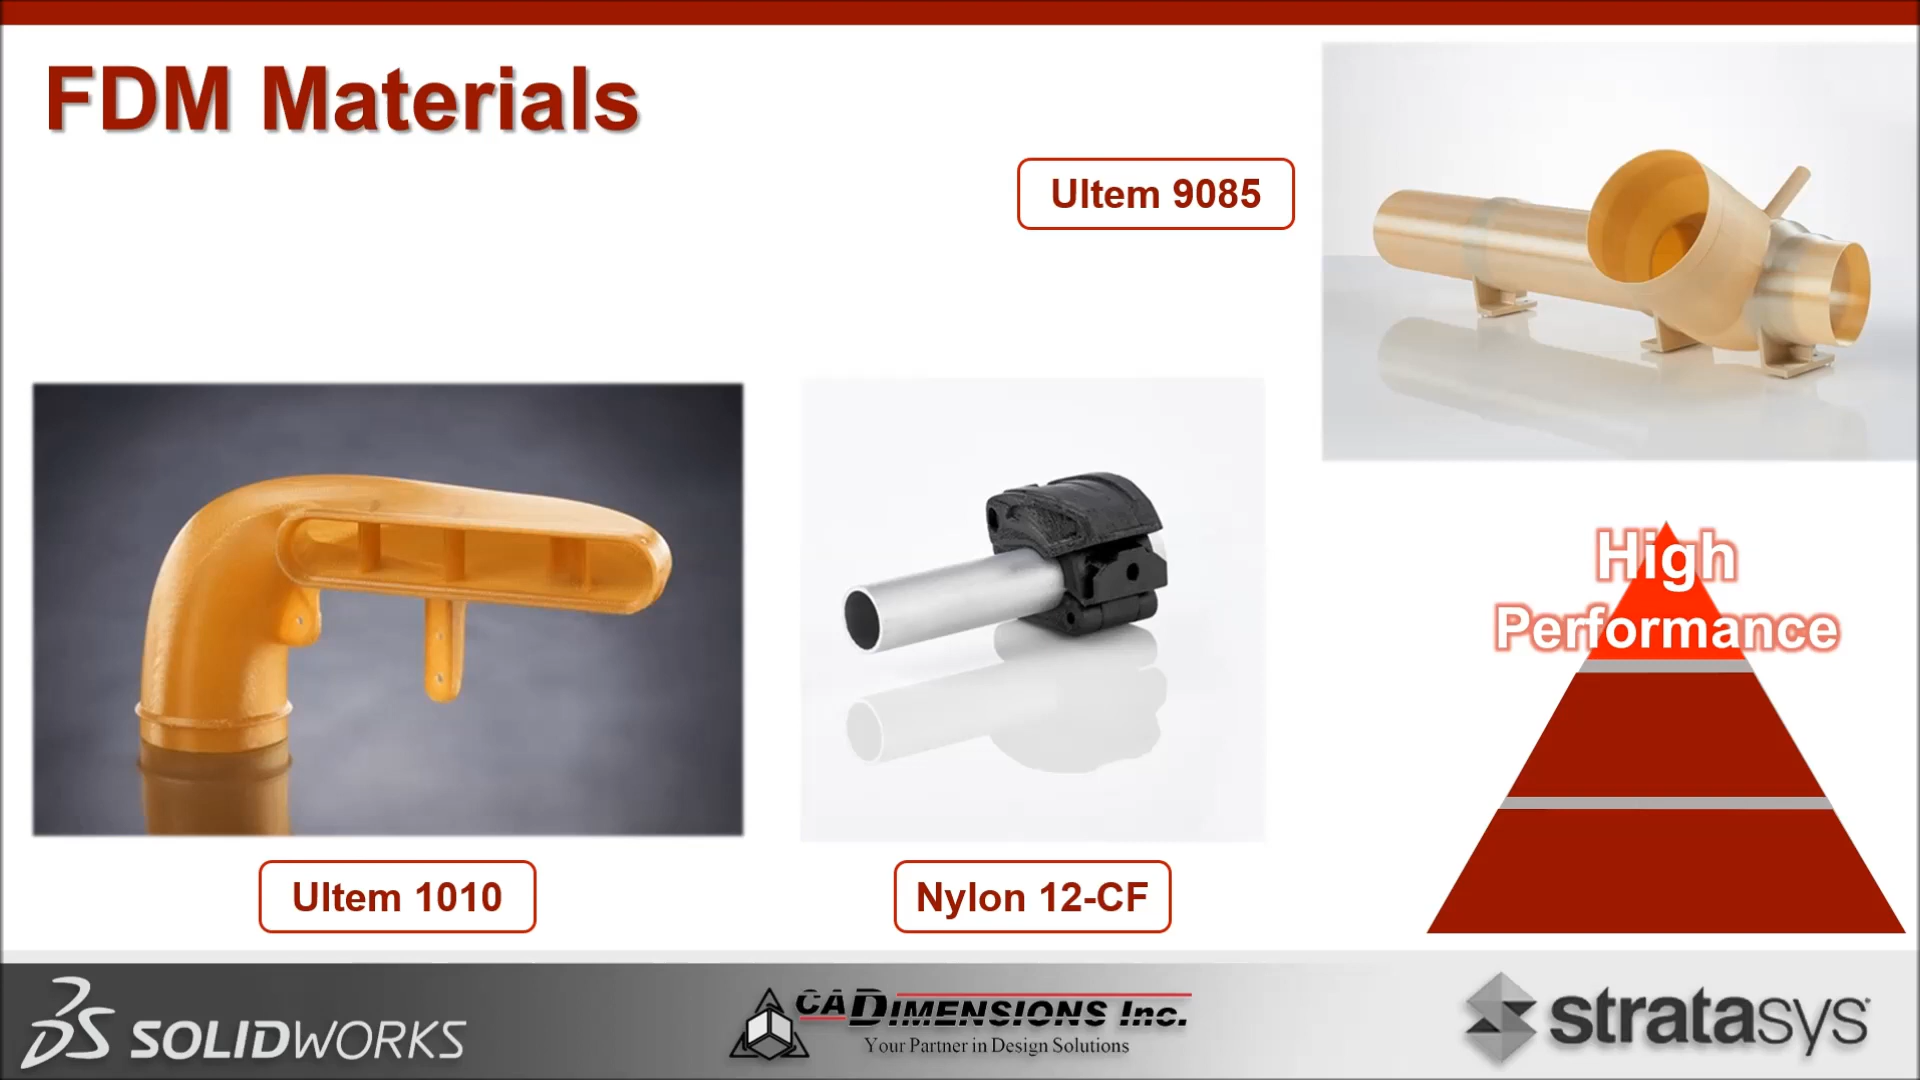 FDM Materials
Ultem 9085
High
Performance
Ultem 1010
Nylon 12-CF
SOLIDWORKS
CADIMENSIONS Inc.
Your Partner in Design Solutions
stratasys